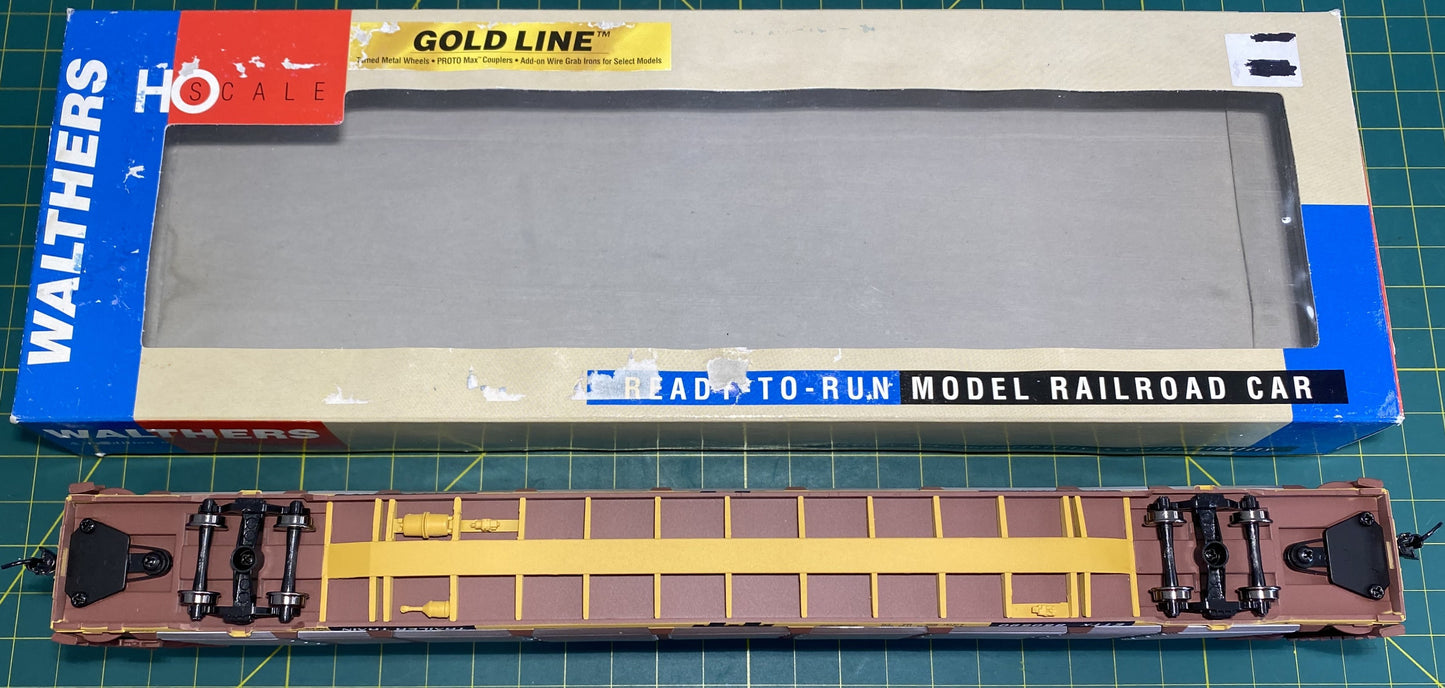 WALTHERS
HO
SCALE
GOLD LINE™
Metal Wheels • PROTO Max™ Couplers • Add-on Wire Grab Irons for Select Models
READY-TO-RUN MODEL RAILROAD CAR
WALTHERS